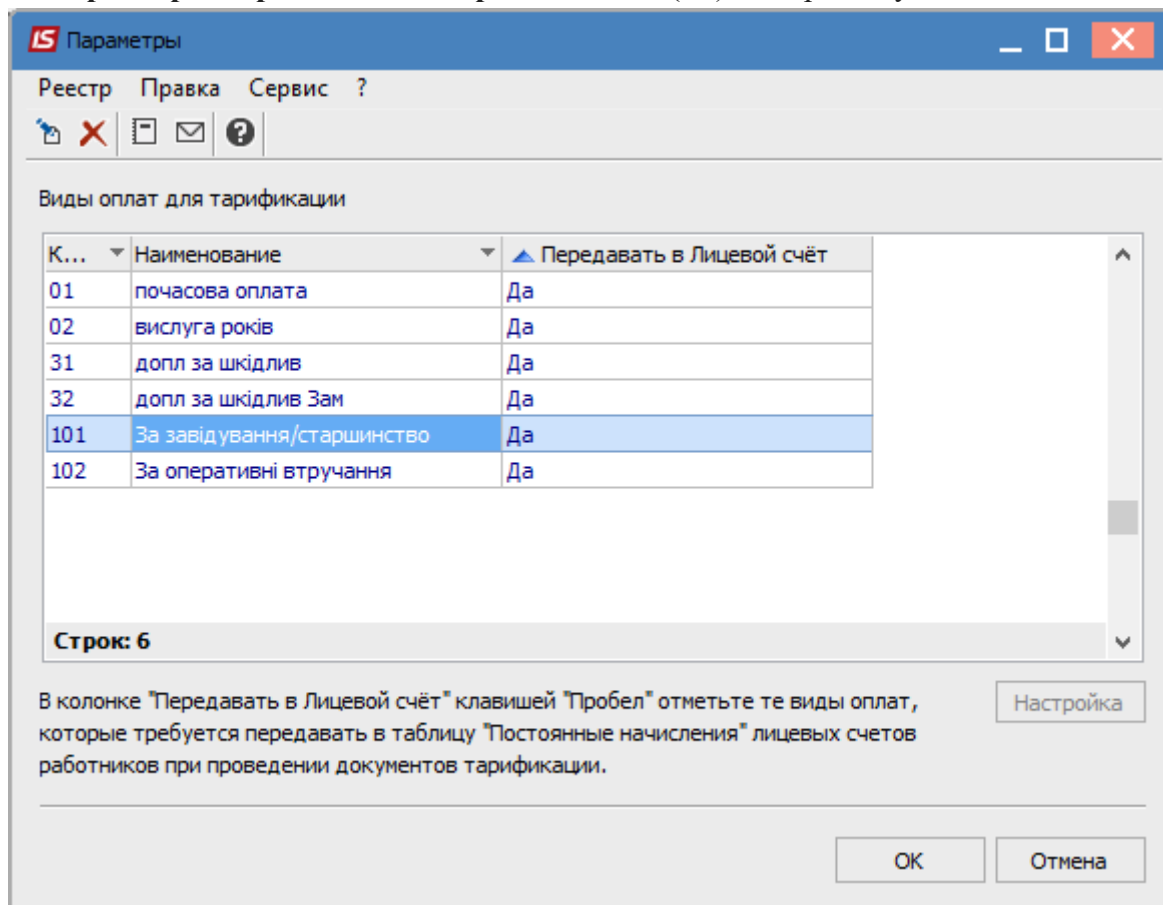 Параметры
Реестр Правка Сервис ?
Виды оплат для тарификации
К... Наименование Передавать в Лицевой счёт
01 почасова оплата Да
02 вислуга років Да
31 допл за шкідлив Да
32 допл за шкідлив Зам Да
101 За завідування/старшинство Да
102 За оперативні втручання Да
Строк: 6
В колонке "Передавать в Лицевой счёт" клавишей "Пробел" отметьте те виды оплат,
которые требуется передавать в таблицу "Постоянные начисления" лицевых счетов
работников при проведении документов тарификации.
Настройка
ОК Отмена